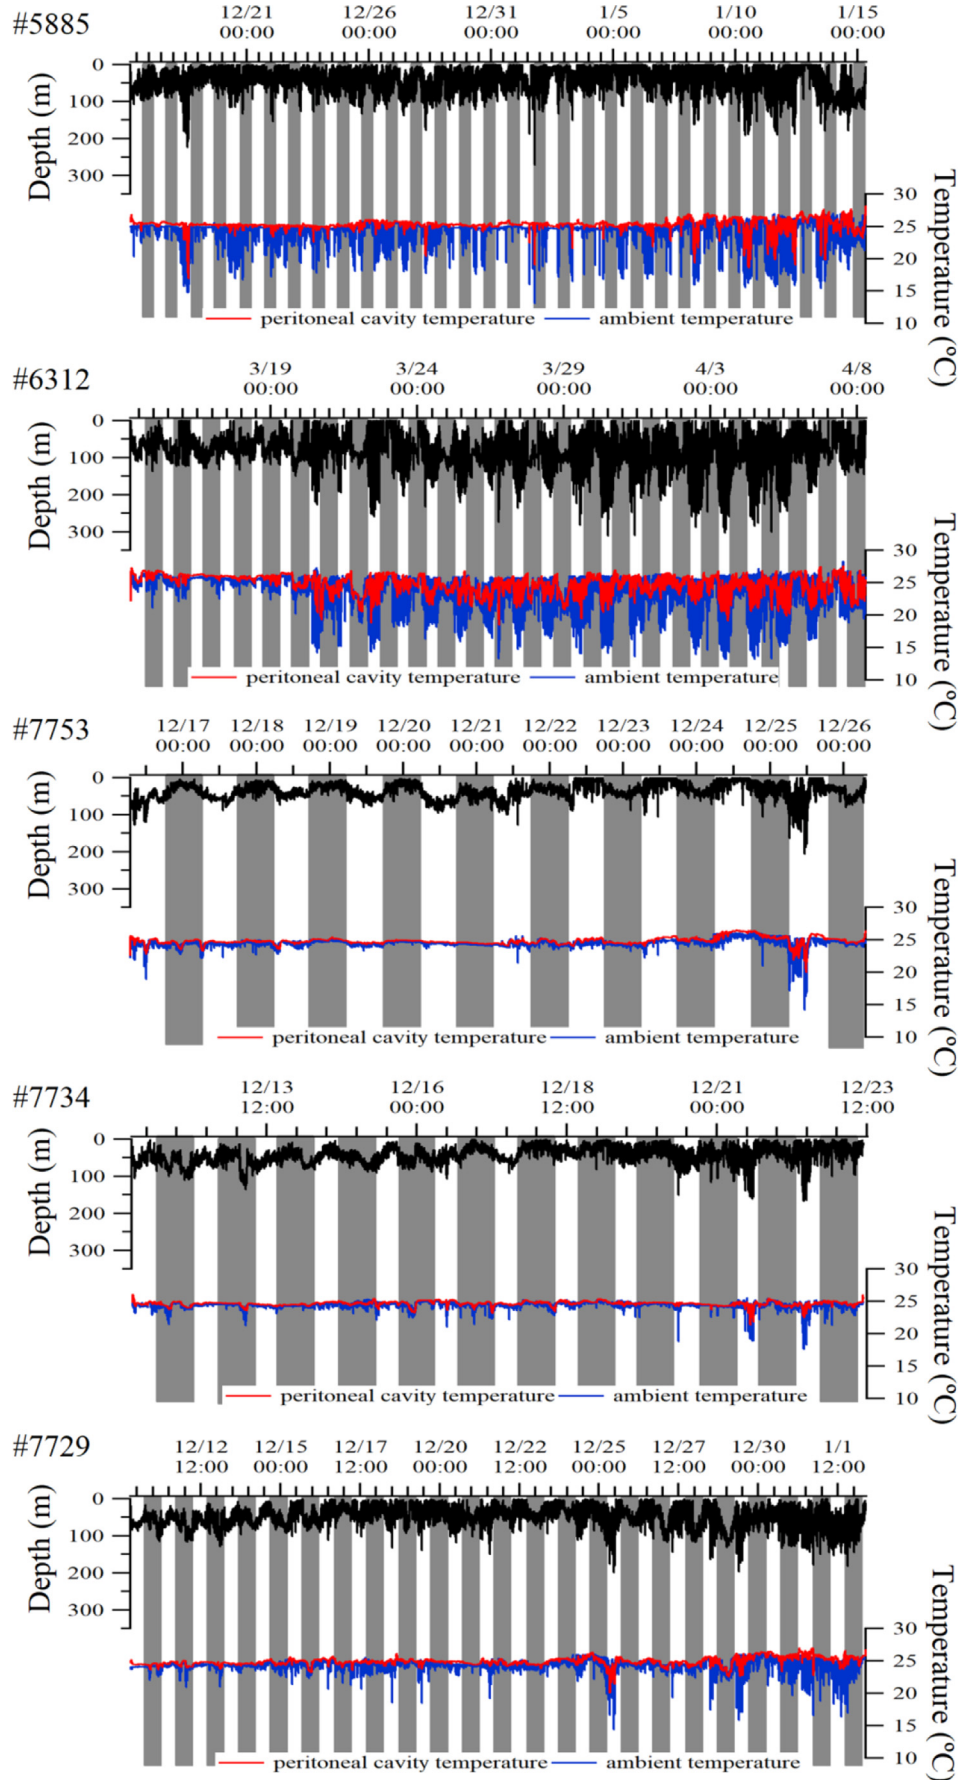 #5885
12/21 12/26 12/31 1/5 1/10 1/15
00:00 00:00 00:00 00:00 00:00 00:00
Depth (m)
0
100
200
300
Temperature (°C)
30
25
20
15
10
peritoneal cavity temperature ambient temperature
#6312
3/19 3/24 3/29 4/3 4/8
00:00 00:00 00:00 00:00 00:00
Depth (m)
0
100
200
300
Temperature (°C)
30
25
20
15
10
peritoneal cavity temperature ambient temperature
#7753
12/17 12/18 12/19 12/20 12/21 12/22 12/23 12/24 12/25 12/26
00:00 00:00 00:00 00:00 00:00 00:00 00:00 00:00 00:00 00:00
Depth (m)
0
100
200
300
Temperature (°C)
30
25
20
15
10
peritoneal cavity temperature ambient temperature
#7734
12/13 12/16 12/18 12/21 12/23
12:00 00:00 12:00 00:00 12:00
Depth (m)
0
100
200
300
Temperature (°C)
30
25
20
15
10
peritoneal cavity temperature ambient temperature
#7729
12/12 12/15 12/17 12/20 12/22 12/25 12/27 12/30 1/1
12:00 00:00 12:00 00:00 12:00 00:00 12:00 00:00 12:00
Depth (m)
0
100
200
300
Temperature (°C)
30
25
20
15
10
peritoneal cavity temperature ambient temperature